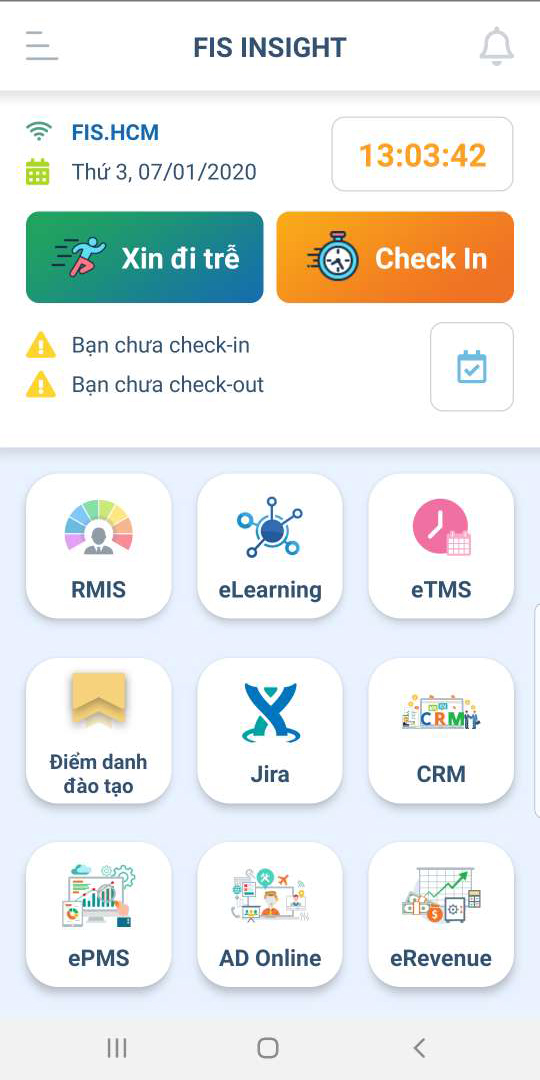 FIS INSIGHT
FIS.HCM
Thứ 3, 07/01/2020
13:03:42
Xin đi trễ
Check In
Bạn chưa check-in
Bạn chưa check-out
RMIS
eLearning
eTMS
Điểm danh
đào tạo
Jira
CRM
CRM
ePMS
AD Online
eRevenue